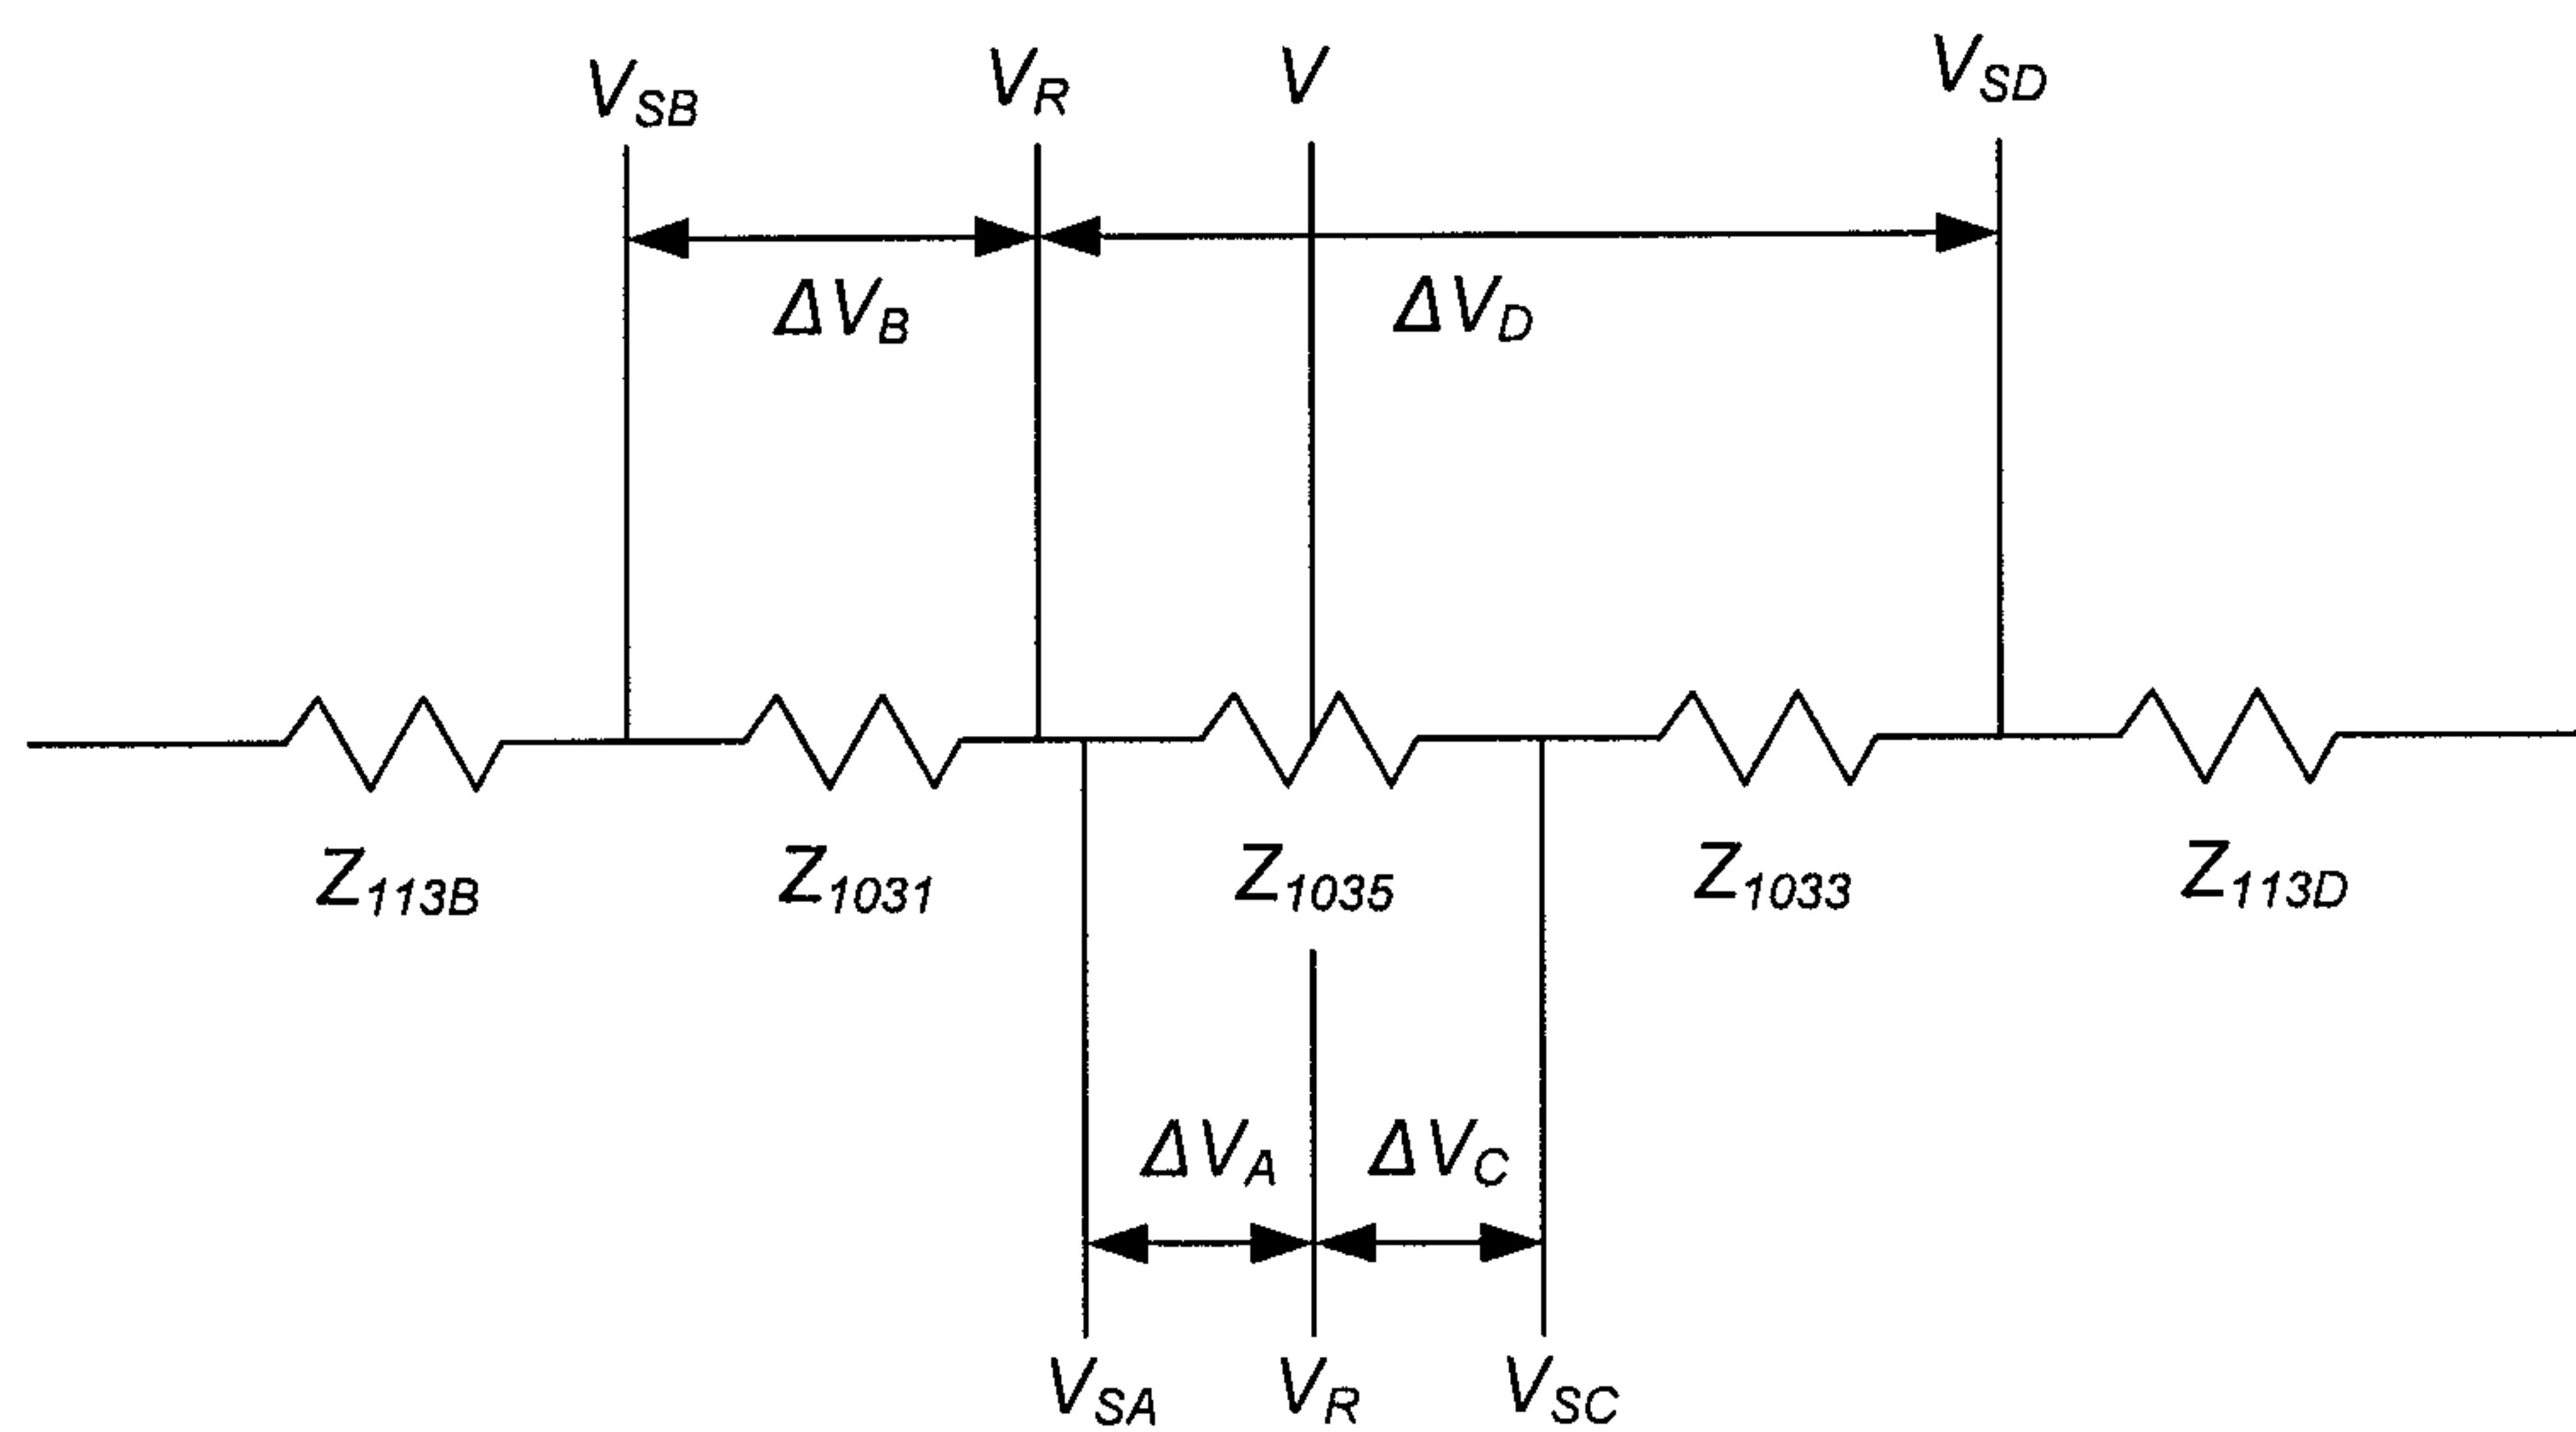 V_SB V_R V V_SD
ΔV_B ΔV_D
Z_113B Z_1031 Z_1035 Z_1033 Z_113D
ΔV_A ΔV_C
V_SA V_R V_SC